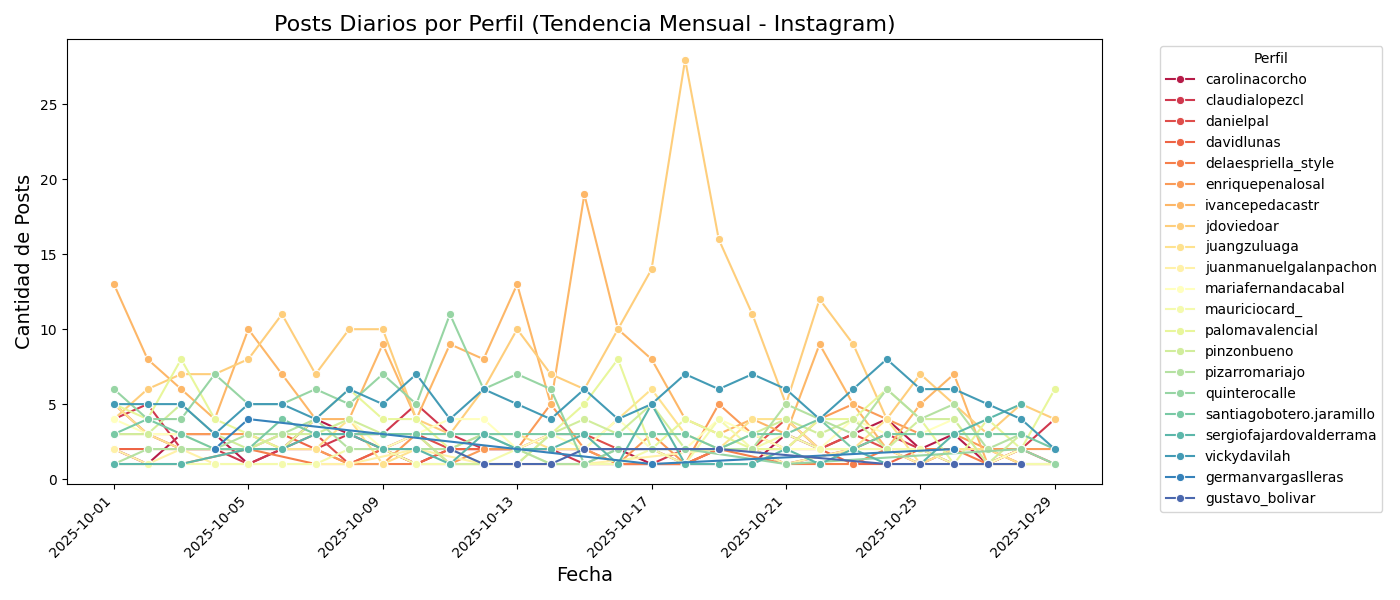 Posts Diarios por Perfil (Tendencia Mensual - Instagram)
Cantidad de Posts
25
20
15
10
5
0
2025-10-01
2025-10-05
2025-10-09
2025-10-13
2025-10-17
2025-10-21
2025-10-25
2025-10-29
Fecha
Perfil
carolinacorcho
claudialopezcl
danielpal
davidlunas
delaespriella_style
enriquepenalosal
ivancepedacastr
jdoviedoar
juangzuluaga
juanmanuelgalanpachon
mariafernandacabal
mauriciocard_
palomavalencial
pinzonbueno
pizarromariajo
quinterocalle
santiagobotero.jaramillo
sergiofajardovalderrama
vickydavilah
germanvargaslleras
gustavo_bolivar